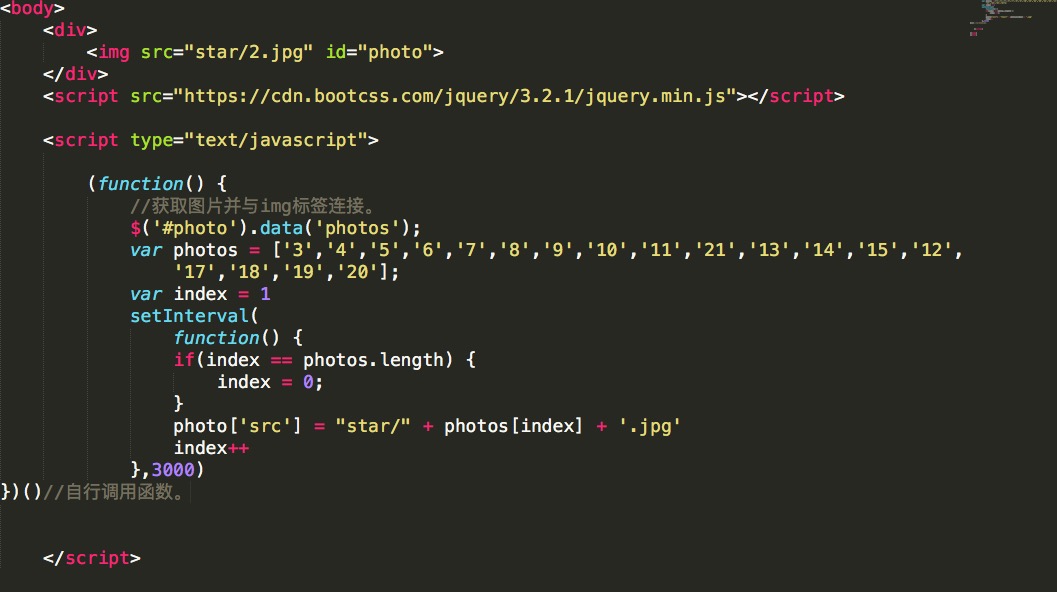 <body>
<div>
<img src="star/2.jpg" id="photo">
</div>
<script src="https://cdn.bootcss.com/jquery/3.2.1/jquery.min.js"></script>
<script type="text/javascript">
(function() {
//获取图片并与img标签连接。
$('#photo').data('photos');
var photos = ['3','4','5','6','7','8','9','10','11','21','13','14','15','12',
'17','18','19','20'];
var index = 1
setInterval(
function() {
if(index == photos.length) {
index = 0;
}
photo['src'] = "star/" + photos[index] + '.jpg'
index++
},3000)
})()//自行调用函数。
</script>